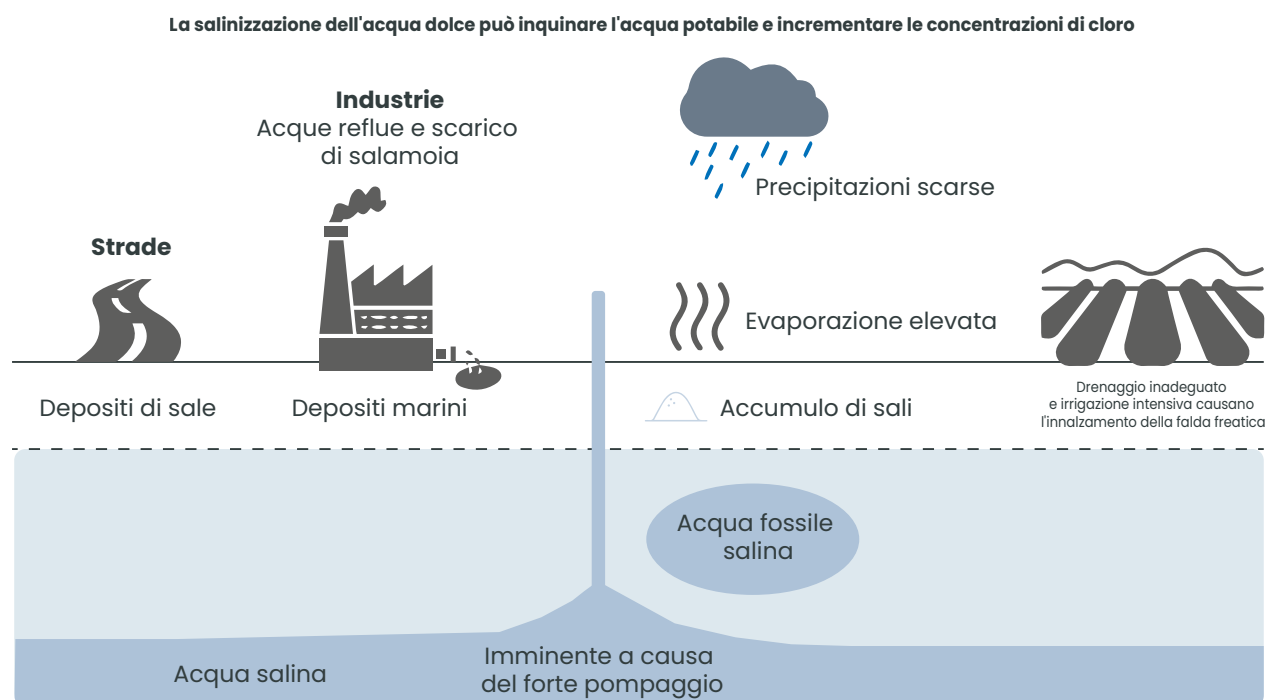 La salinizzazione dell'acqua dolce può inquinare l'acqua potabile e incrementare le concentrazioni di cloro
Industrie
Acque reflue e scarico
di salamoia
Precipitazioni scarse
Strade
Evaporazione elevata
Depositi di sale
Depositi marini
Accumulo di sali
Drenaggio inadeguato
e irrigazione intensiva causano
l'innalzamento della falda freatica
Acqua fossile
salina
Acqua salina
Imminente a causa
del forte pompaggio